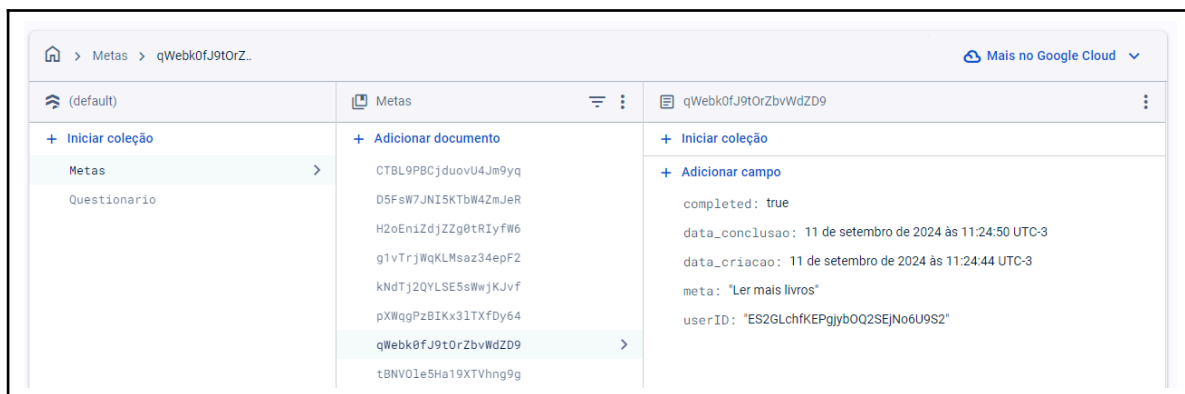 Metas > qWebk0fJ9tOrZ..
Mais no Google Cloud
(default)
Metas
qWebk0fJ9tOrZbvWdZD9
+ Iniciar coleção
+ Adicionar documento
+ Iniciar coleção
Metas
Questionario
CTBL9PBCjduovU4Jm9yq
D5FsW7JNI5KTbW4ZmJeR
H2oEniZdjZZg0tRIyfW6
g1vTrjWqKLMsaz34epF2
kNdTj2QYLSE5sWwjKJvf
pXWqgPzBIKx3lTXfDy64
qWebk0fJ9tOrZbvWdZD9
tBNVOle5Ha19XTVhng9g
+ Adicionar campo
completed: true
data_conclusao: 11 de setembro de 2024 às 11:24:50 UTC-3
data_criacao: 11 de setembro de 2024 às 11:24:44 UTC-3
meta: "Ler mais livros"
userID: "ES2GLchfKEPgjybOQ2SEjNo6U9S2"